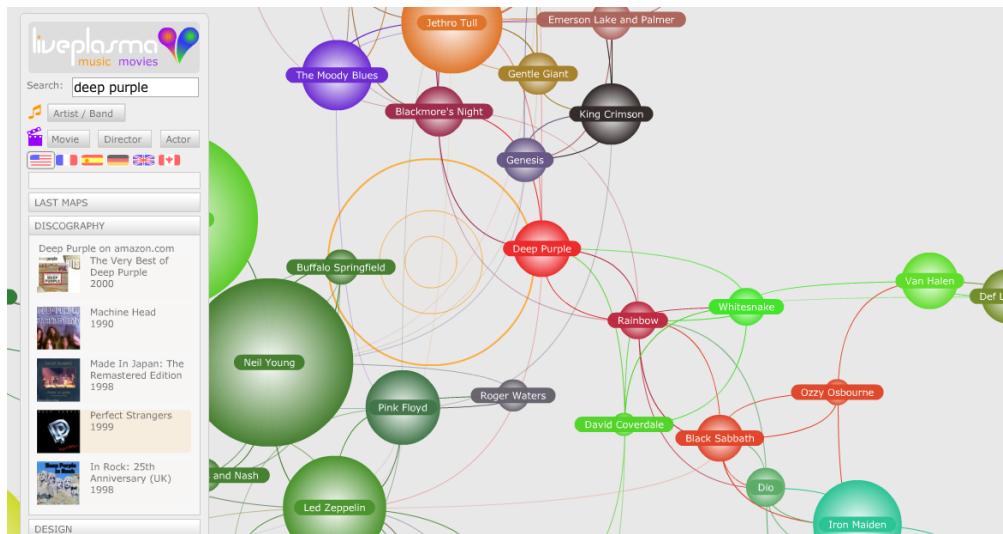 liveplasma
music movies
Search: deep purple
Artist / Band
Movie Director Actor
LAST MAPS
DISCOGRAPHY
Deep Purple on amazon.com
The Very Best of
Deep Purple
2000
Machine Head
1990
Made In Japan: The
Remastered Edition
1998
Perfect Strangers
1999
In Rock: 25th
Anniversary (UK)
1998
DESIGN
Jethro Tull
Emerson Lake and Palmer
The Moody Blues
Gentle Giant
Blackmore's Night
King Crimson
Genesis
Deep Purple
Buffalo Springfield
Van Halen
Def L
Whitesnake
Rainbow
Neil Young
Ozzy Osbourne
Roger Waters
Pink Floyd
David Coverdale
Black Sabbath
and Nash
Dio
Led Zeppelin
Iron Maiden